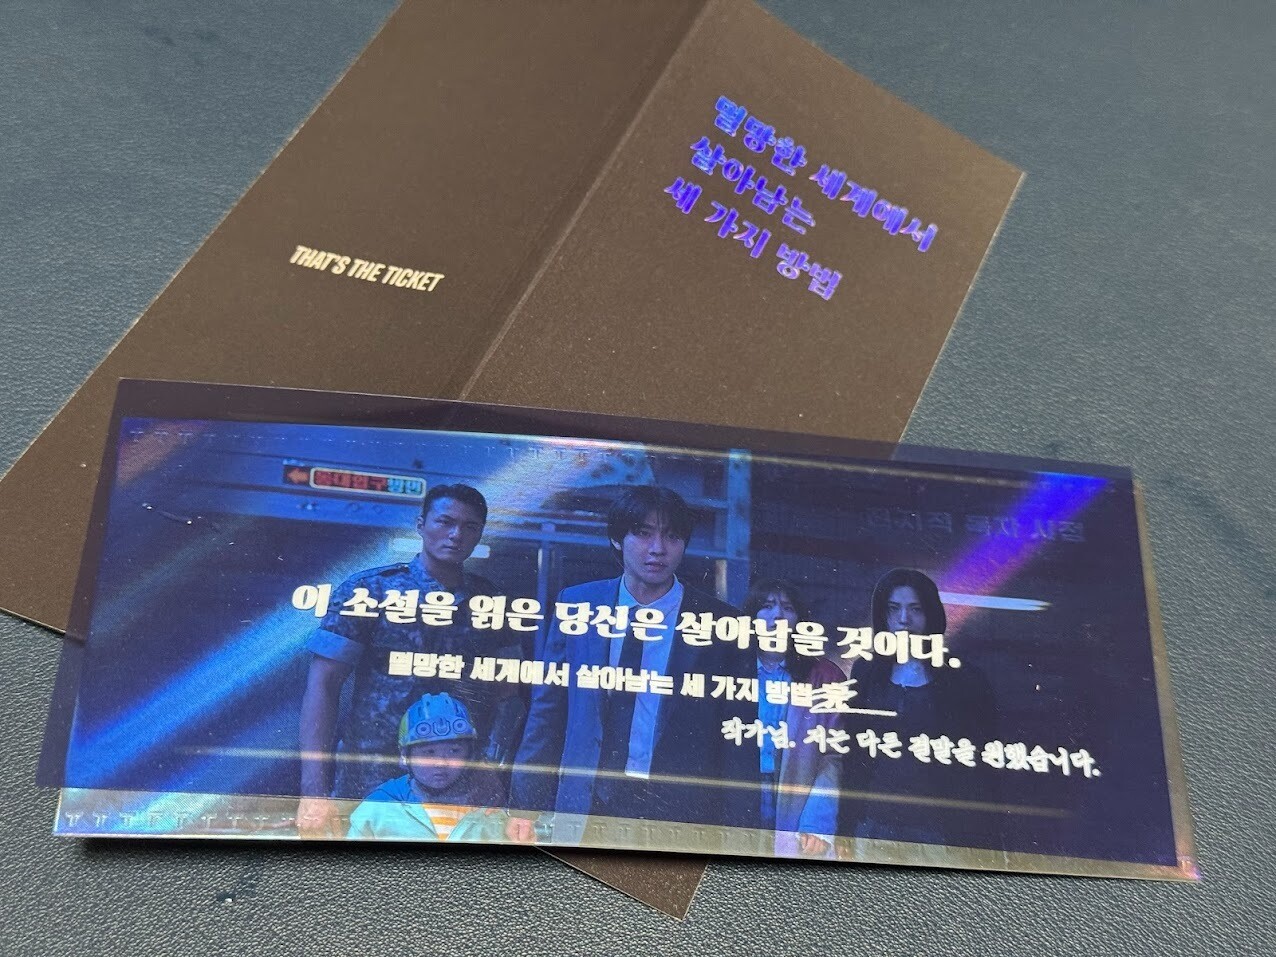 THAT'S THE TICKET
멸망한 세계에서
살아남는
세 가지 방법
이 소설을 읽은 당신은 살아남을 것이다.
멸망한 세계에서 살아남는 세 가지 방법
작가님. 저는 다른 결말을 원했습니다.